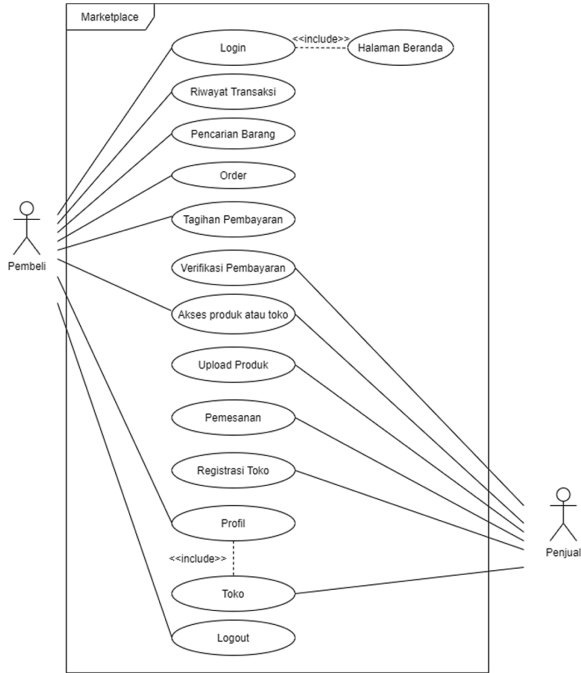 Marketplace
Login
<<include>>
Halaman Beranda
Riwayat Transaksi
Pencarian Barang
Order
Tagihan Pembayaran
Pembeli
Verifikasi Pembayaran
Akses produk atau toko
Upload Produk
Pemesanan
Registrasi Toko
Profil
Penjual
<<include>>
Toko
Logout